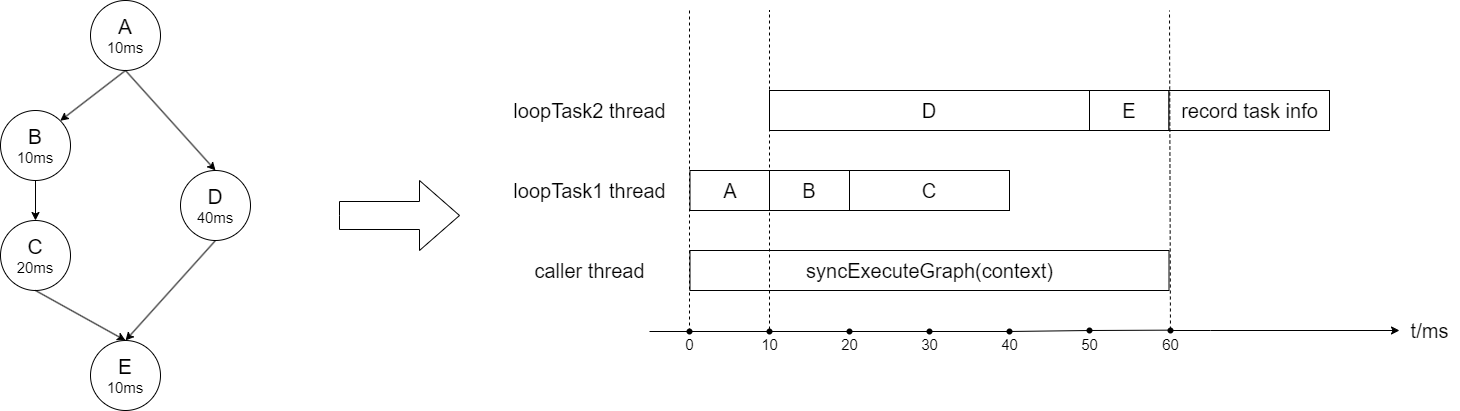 A
10ms
B
10ms
D
40ms
C
20ms
E
10ms
loopTask2 thread
D
E
record task info
loopTask1 thread
A
B
C
caller thread
syncExecuteGraph(context)
t/ms
0
10
20
30
40
50
60